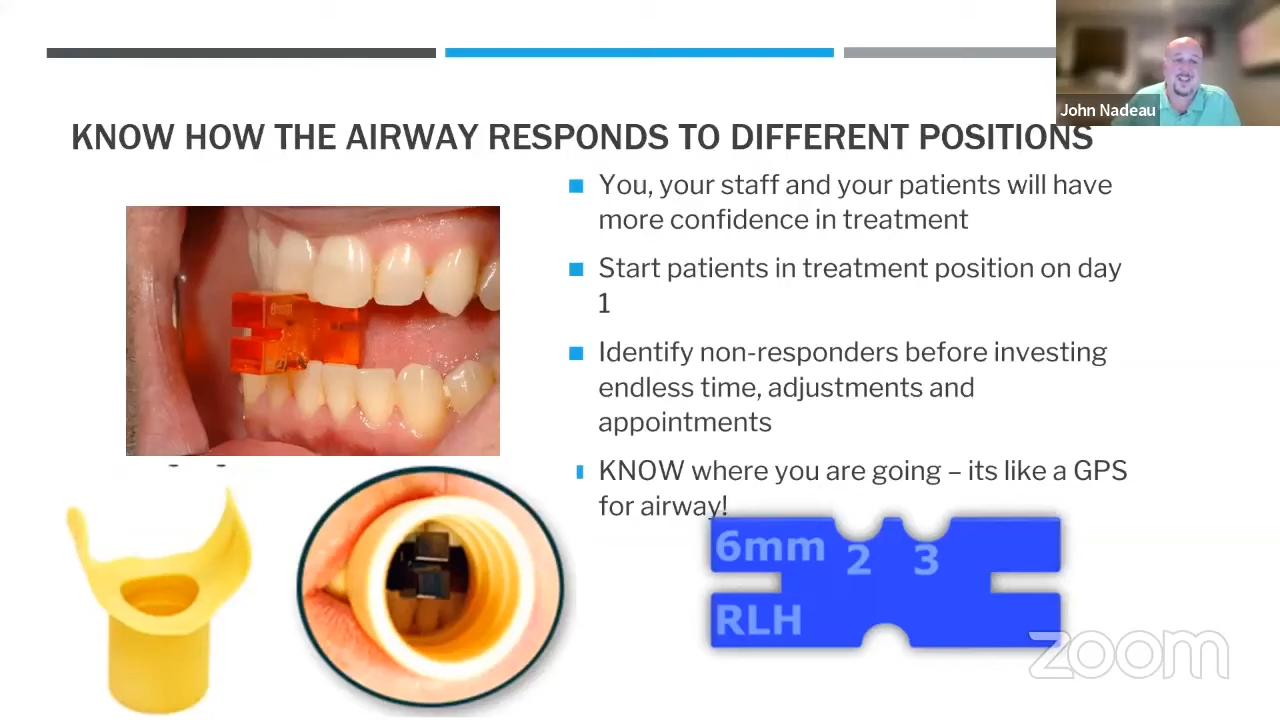 John Nadeau
KNOW HOW THE AIRWAY RESPONDS TO DIFFERENT POSITIONS
You, your staff and your patients will have
more confidence in treatment
Start patients in treatment position on day
1
Identify non-responders before investing
endless time, adjustments and
appointments
KNOW where you are going – its like a GPS
for airway!
6mm 2 3
RLH
zoom